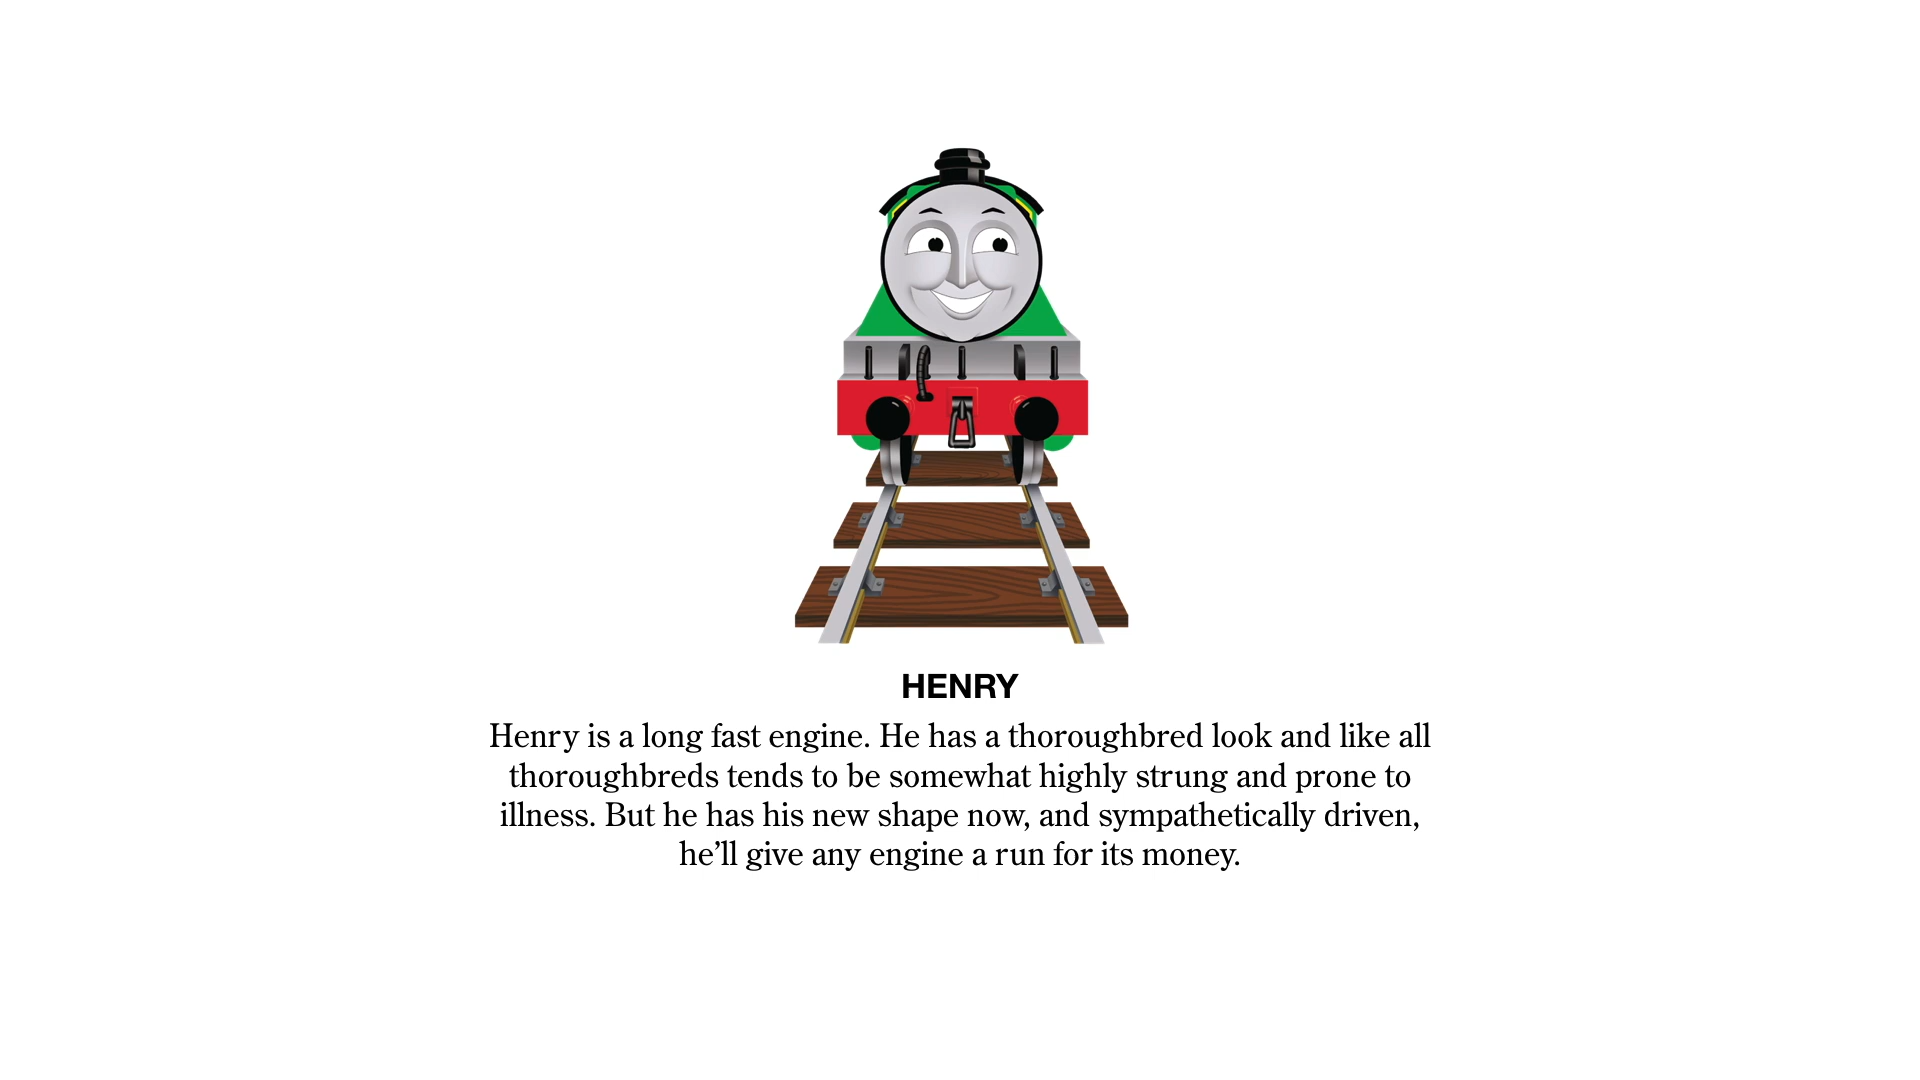 HENRY
Henry is a long fast engine. He has a thoroughbred look and like all
thoroughbreds tends to be somewhat highly strung and prone to
illness. But he has his new shape now, and sympathetically driven,
he’ll give any engine a run for its money.